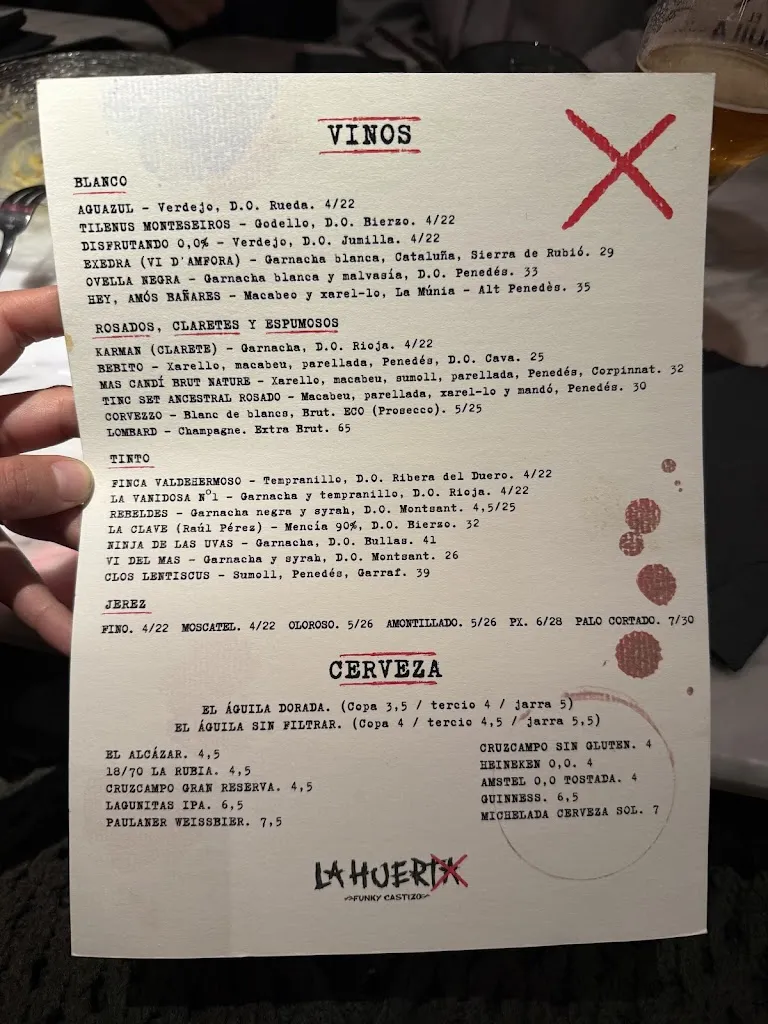 VINOS
BLANCO
AGUAZUL - Verdejo, D.O. Rueda. 4/22
TILENUS MONTESEIROS - Godello, D.O. Bierzo. 4/22
DISFRUTANDO 0,0% - Verdejo, D.O. Jumilla. 4/22
EXEDRA (VI D'AMFORA) - Garnacha blanca, Cataluña, Sierra de Rubió. 29
OVELLA NEGRA - Garnacha blanca y malvasía, D.O. Penedés. 33
HEY, AMÓS BAÑARES - Macabeo y xarel-lo, La Múnia - Alt Penedès. 35
ROSADOS, CLARETES Y ESPUMOSOS
KARMAN (CLARETE) - Garnacha, D.O. Rioja. 4/22
BEBITO - Xarello, macabeu, parellada, Penedés, D.O. Cava. 25
MAS CANDÍ BRUT NATURE - Xarello, macabeu, sumoll, parellada, Penedés, Corpinnat. 32
TINC SET ANCESTRAL ROSADO - Macabeu, parellada, xarel-lo y mandó, Penedés. 30
CORVEZZO - Blanc de blancs, Brut. ECO (Prosecco). 5/25
LOMBARD - Champagne. Extra Brut. 65
TINTO
FINCA VALDEHERMOSO - Tempranillo, D.O. Ribera del Duero. 4/22
LA VANIDOSA Nº1 - Garnacha y tempranillo, D.O. Rioja. 4/22
REBELDES - Garnacha negra y syrah, D.O. Montsant. 4,5/25
LA CLAVE (Raúl Pérez) - Mencía 90%, D.O. Bierzo. 32
NINJA DE LAS UVAS - Garnacha, D.O. Bullas. 41
VI DEL MAS - Garnacha y syrah, D.O. Montsant. 26
CLOS LENTISCUS - Sumoll, Penedés, Garraf. 39
JEREZ
FINO. 4/22 MOSCATEL. 4/22 OLOROSO. 5/26 AMONTILLADO. 5/26 PX. 6/28 PALO CORTADO. 7/30
CERVEZA
EL ÁGUILA DORADA. (Copa 3,5 / tercio 4 / jarra 5)
EL ÁGUILA SIN FILTRAR. (Copa 4 / tercio 4,5 / jarra 5,5)
EL ALCÁZAR. 4,5
18/70 LA RUBIA. 4,5
CRUZCAMPO GRAN RESERVA. 4,5
LAGUNITAS IPA. 6,5
PAULANER WEISSBIER. 7,5
CRUZCAMPO SIN GLUTEN. 4
HEINEKEN 0,0. 4
AMSTEL 0,0 TOSTADA. 4
GUINNESS. 6,5
MICHELADA CERVEZA SOL. 7
LA HUERTA
FUNKY CASTIZO